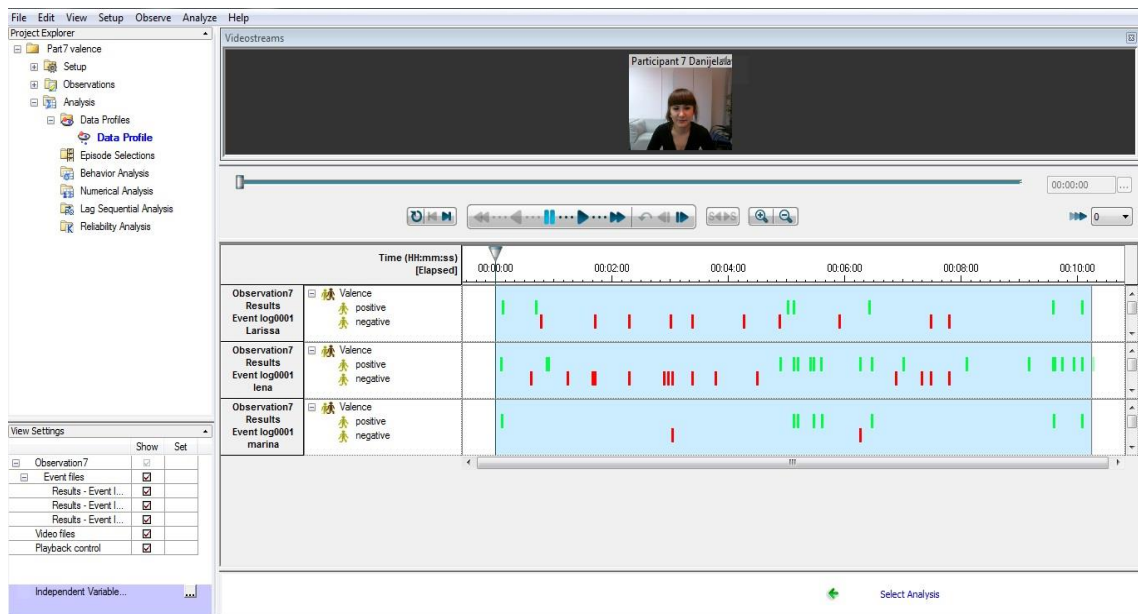 File Edit View Setup Observe Analyze Help
Project Explorer
Part7 valence
Setup
Observations
Analysis
Data Profiles
Data Profile
Episode Selections
Behavior Analysis
Numerical Analysis
Lag Sequential Analysis
Reliability Analysis
View Settings
Show Set
Observation7
Event files
Results - Event l...
Results - Event l...
Results - Event l...
Video files
Playback control
Independent Variable... ...
Videostreams
Participant 7 Danijela
00:00:00 ...
0
Time (HH:mm:ss)
[Elapsed]
00:00:00 00:02:00 00:04:00 00:06:00 00:08:00 00:10:00
Observation7
Results
Event log0001
Larissa
Valence
positive
negative
Observation7
Results
Event log0001
lena
Valence
positive
negative
Observation7
Results
Event log0001
marina
Valence
positive
negative
Select Analysis